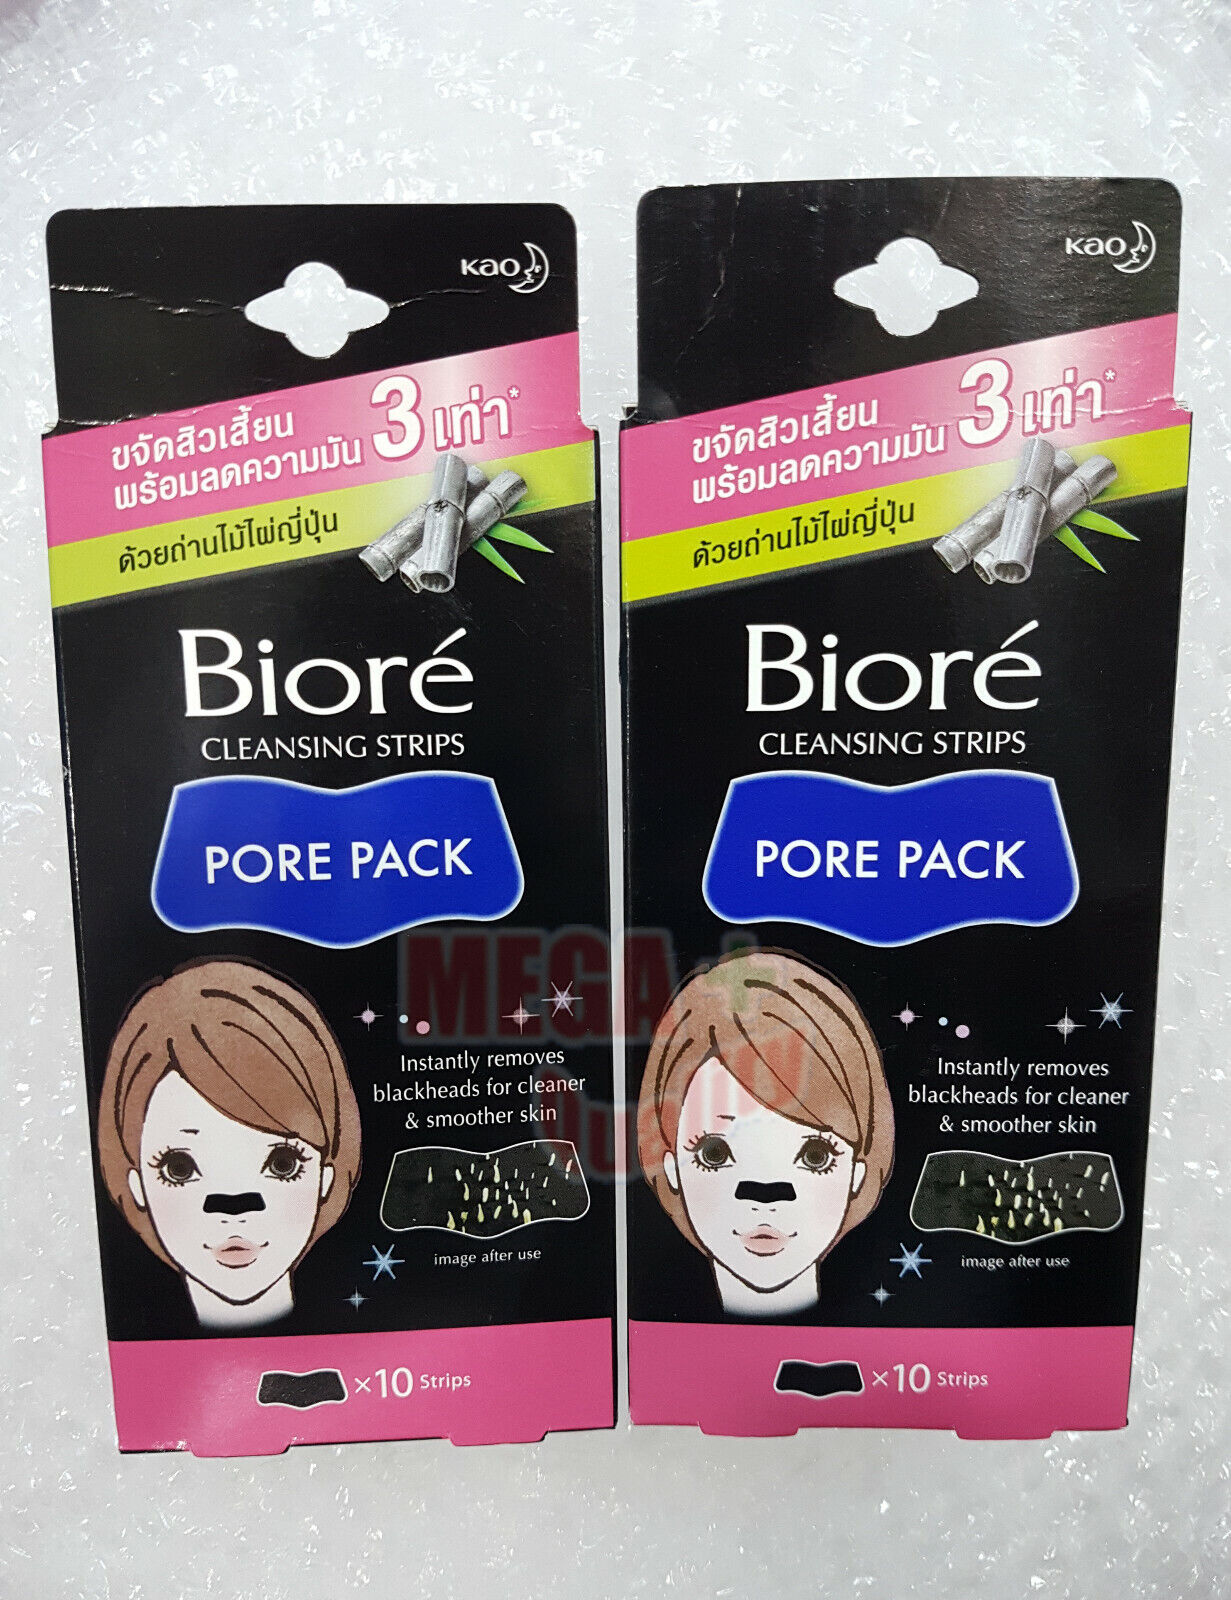 Kao
ขจัดสิวเสี้ยน
พร้อมลดความมัน 3 เท่า*
ด้วยถ่านไม้ไผ่ญี่ปุ่น
Bioré
CLEANSING STRIPS
PORE PACK
Instantly removes
blackheads for cleaner
& smoother skin
image after use
×10 Strips
Kao
ขจัดสิวเสี้ยน
พร้อมลดความมัน 3 เท่า*
ด้วยถ่านไม้ไผ่ญี่ปุ่น
Bioré
CLEANSING STRIPS
PORE PACK
Instantly removes
blackheads for cleaner
& smoother skin
image after use
×10 Strips
MEGA+
Quality